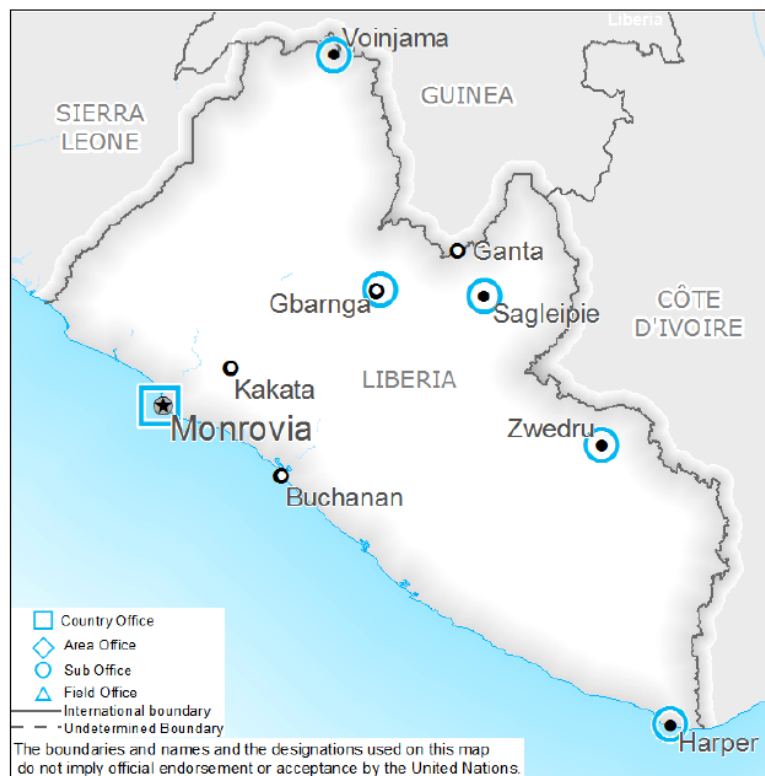 Liberia
Voinjama
GUINEA
SIERRA
LEONE
Ganta
Gbarnga
Sagleipie
CÔTE
D'IVOIRE
Kakata
LIBERIA
Monrovia
Zwedru
Buchanan
Country Office
Area Office
Sub Office
Field Office
International boundary
Undetermined Boundary
Harper
The boundaries and names and the designations used on this map
do not imply official endorsement or acceptance by the United Nations.